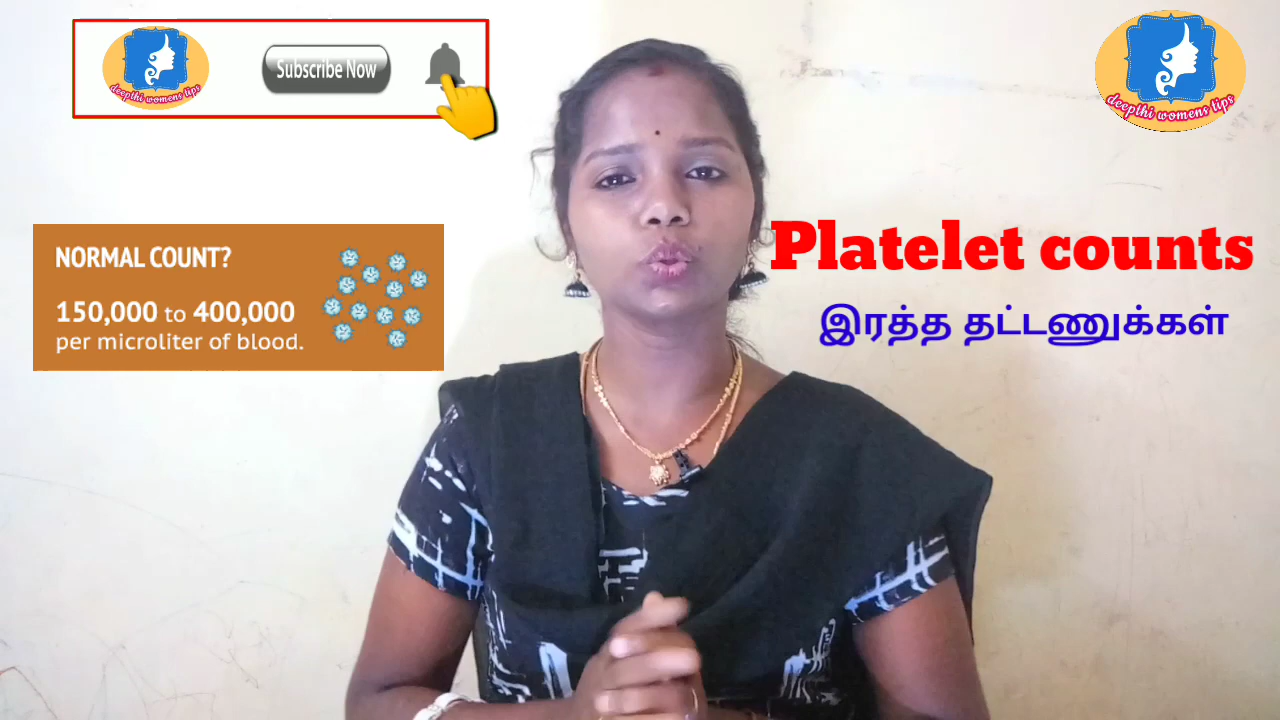 deepthi womens tips
Subscribe Now
deepthi womens tips
NORMAL COUNT?
150,000 to 400,000
per microliter of blood.
Platelet counts
இரத்த தட்டணுக்கள்